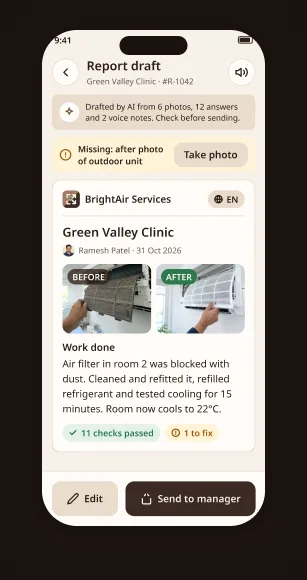 9:41
Report draft
Green Valley Clinic · #R-1042
Drafted by AI from 6 photos, 12 answers
and 2 voice notes. Check before sending.
Missing: after photo
of outdoor unit
Take photo
BrightAir Services
EN
Green Valley Clinic
Ramesh Patel · 31 Oct 2026
BEFORE
AFTER
Work done
Air filter in room 2 was blocked with
dust. Cleaned and refitted it, refilled
refrigerant and tested cooling for 15
minutes. Room now cools to 22°C.
11 checks passed
1 to fix
Edit
Send to manager